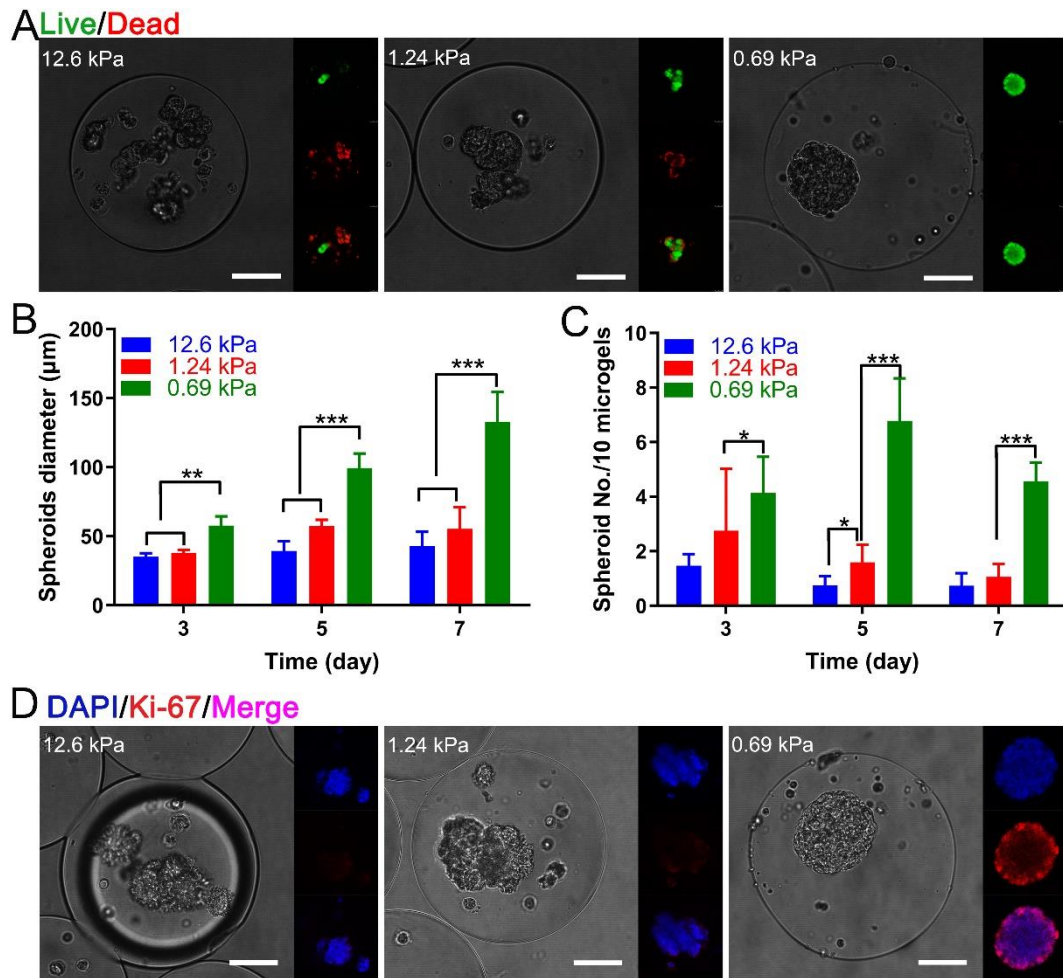 A Live/Dead
12.6 kPa
1.24 kPa
0.69 kPa
B
Spheroids diameter (μm)
200
150
100
50
0
12.6 kPa
1.24 kPa
0.69 kPa
**
***
***
3 5 7
Time (day)
C
Spheroid No./10 microgels
10
8
6
4
2
0
12.6 kPa
1.24 kPa
0.69 kPa
*
*
***
***
3 5 7
Time (day)
D DAPI/Ki-67/Merge
12.6 kPa
1.24 kPa
0.69 kPa